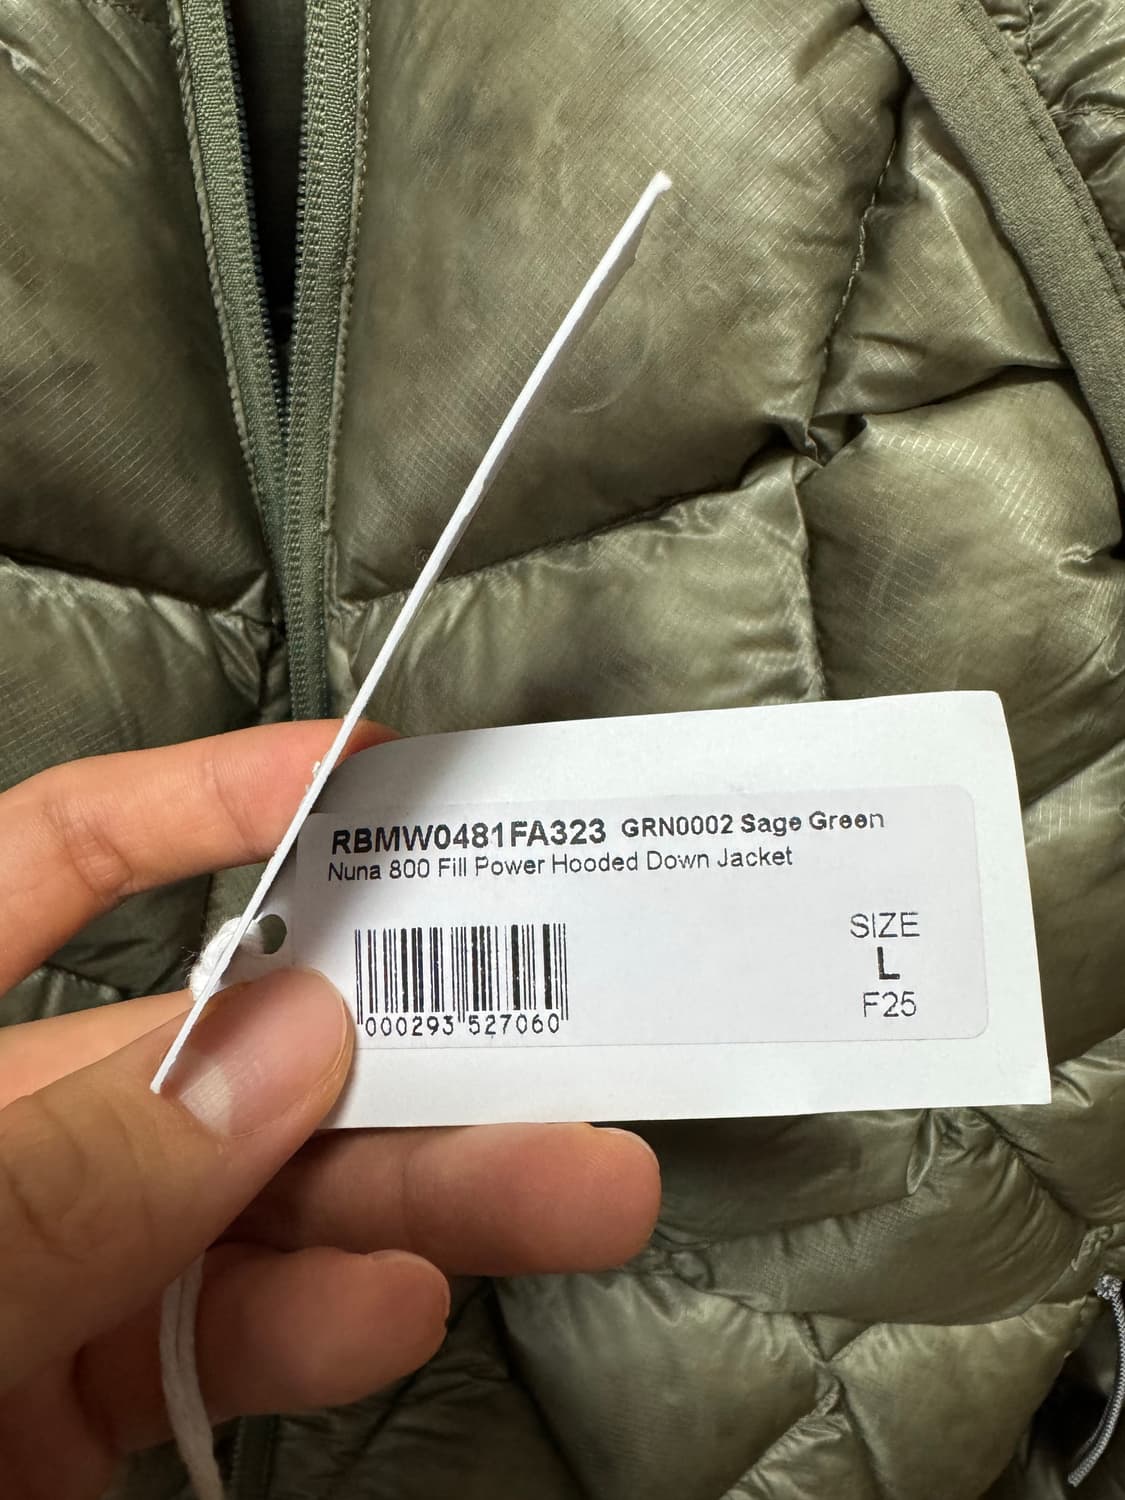 RBMW0481FA323 GRN0002 Sage Green
Nuna 800 Fill Power Hooded Down Jacket
SIZE
L
F25
000293 527060